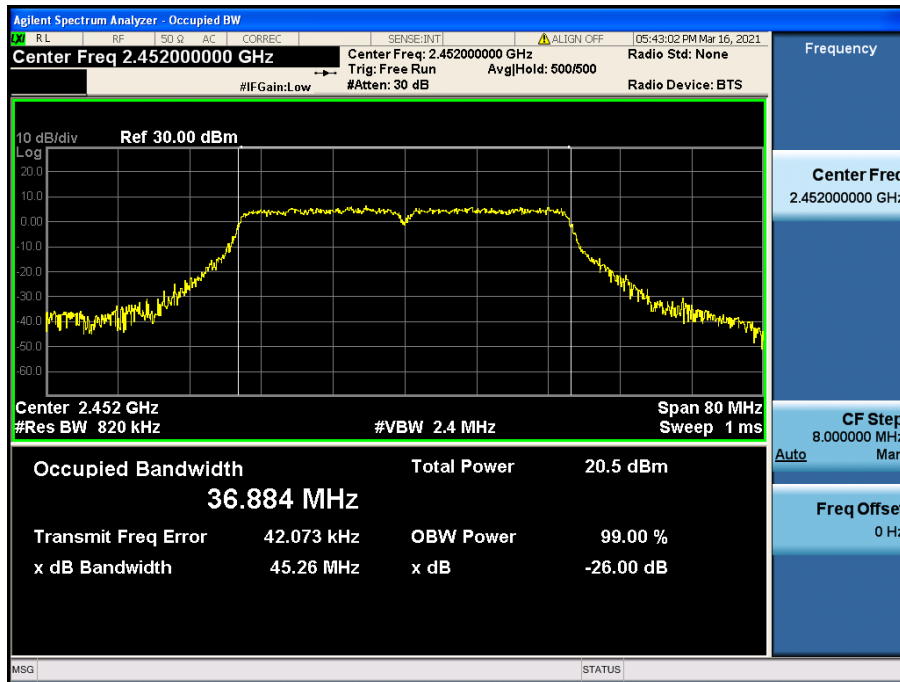 Agilent Spectrum Analyzer - Occupied BW
LXI RL RF 50 Ω AC CORREC SENSE:INT ALIGN OFF 05:43:02 PM Mar 16, 2021
Center Freq 2.452000000 GHz
Center Freq: 2.452000000 GHz Radio Std: None
Trig: Free Run Avg|Hold: 500/500
#IFGain:Low #Atten: 30 dB Radio Device: BTS
10 dB/div Ref 30.00 dBm
Log
20.0
10.0
0.00
-10.0
-20.0
-30.0
-40.0
-50.0
-60.0
Center 2.452 GHz Span 80 MHz
#Res BW 820 kHz #VBW 2.4 MHz Sweep 1 ms
Occupied Bandwidth Total Power 20.5 dBm
36.884 MHz
Transmit Freq Error 42.073 kHz OBW Power 99.00 %
x dB Bandwidth 45.26 MHz x dB -26.00 dB
MSG STATUS
Frequency
Center Freq
2.452000000 GHz
CF Step
8.000000 MHz
Auto Man
Freq Offset
0 Hz